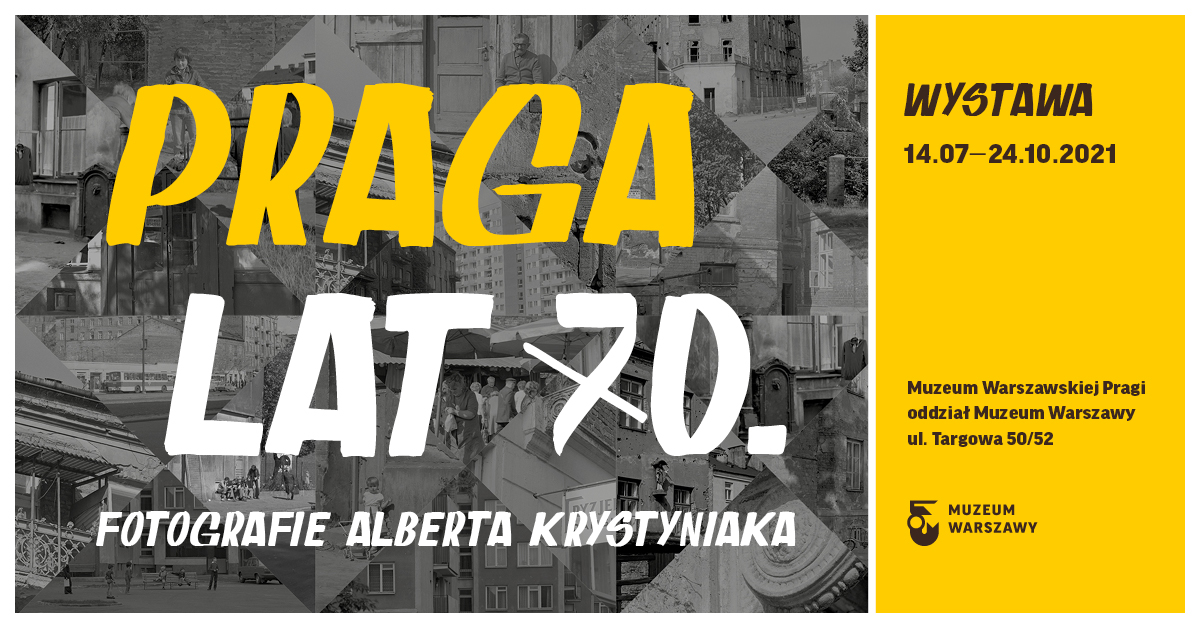 PRAGA
LAT 70.
FOTOGRAFIE ALBERTA KRYSTYNIAKA
WYSTAWA
14.07–24.10.2021
Muzeum Warszawskiej Pragi
oddział Muzeum Warszawy
ul. Targowa 50/52
MUZEUM
WARSZAWY